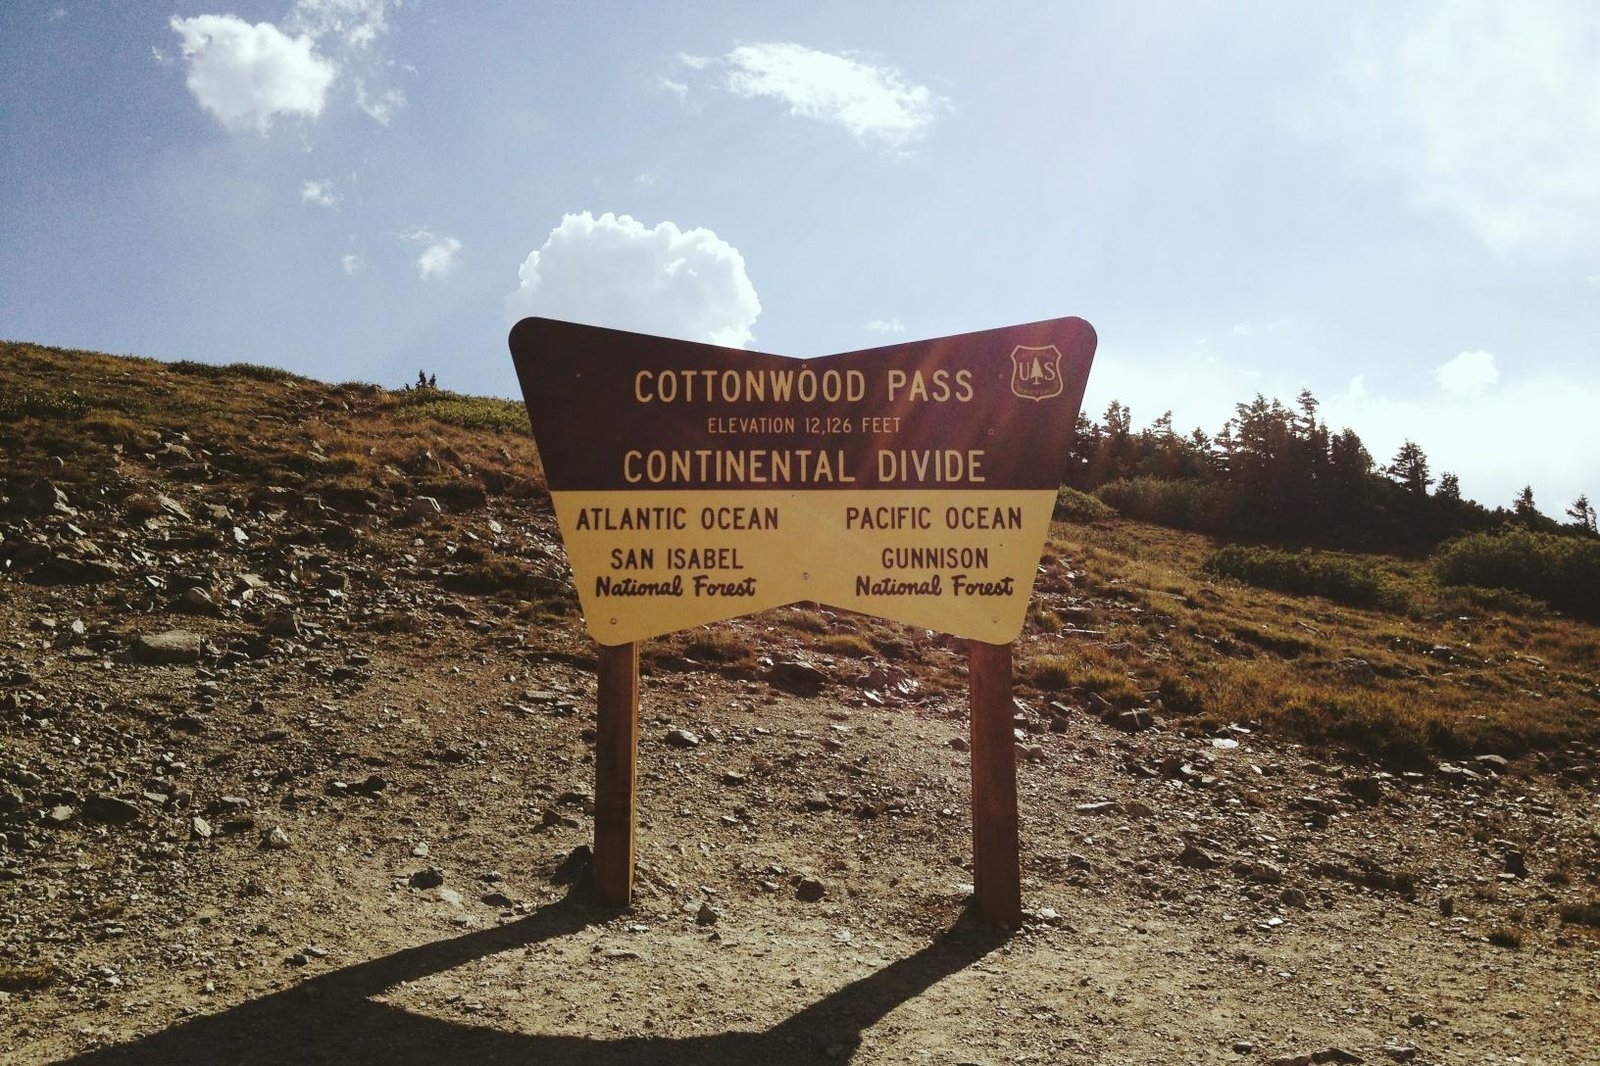 COTTONWOOD PASS
US
ELEVATION 12,126 FEET
CONTINENTAL DIVIDE
ATLANTIC OCEAN
SAN ISABEL
National Forest
PACIFIC OCEAN
GUNNISON
National Forest